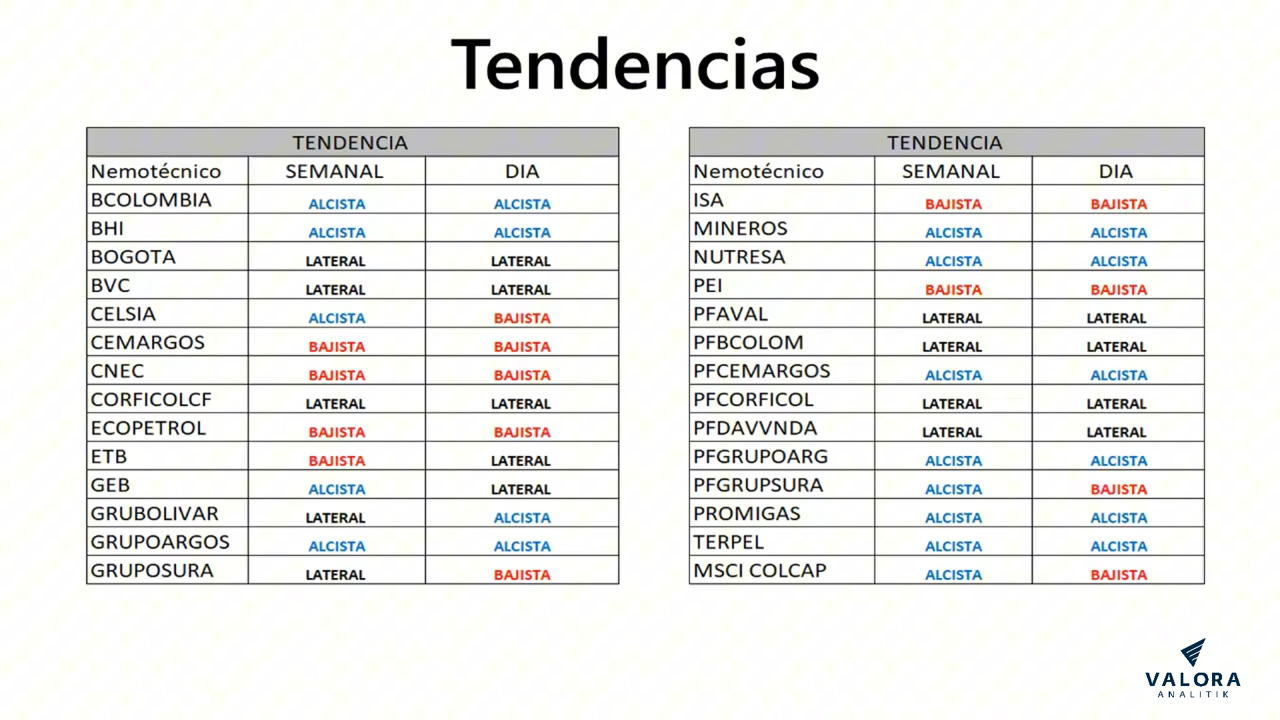 Tendencias
TENDENCIA
Nemotécnico SEMANAL DIA
BCOLOMBIA ALCISTA ALCISTA
BHI ALCISTA ALCISTA
BOGOTA LATERAL LATERAL
BVC LATERAL LATERAL
CELSIA ALCISTA BAJISTA
CEMARGOS BAJISTA BAJISTA
CNEC BAJISTA BAJISTA
CORFICOLCF LATERAL LATERAL
ECOPETROL BAJISTA BAJISTA
ETB BAJISTA LATERAL
GEB ALCISTA LATERAL
GRUBOLIVAR LATERAL ALCISTA
GRUPOARGOS ALCISTA ALCISTA
GRUPOSURA LATERAL BAJISTA
TENDENCIA
Nemotécnico SEMANAL DIA
ISA BAJISTA BAJISTA
MINEROS ALCISTA ALCISTA
NUTRESA ALCISTA ALCISTA
PEI BAJISTA BAJISTA
PFAVAL LATERAL LATERAL
PFBCOLOM LATERAL LATERAL
PFCEMARGOS ALCISTA ALCISTA
PFCORFICOL LATERAL LATERAL
PFDAVVNDA LATERAL LATERAL
PFGRUPOARG ALCISTA ALCISTA
PFGRUPSURA ALCISTA BAJISTA
PROMIGAS ALCISTA ALCISTA
TERPEL ALCISTA ALCISTA
MSCI COLCAP ALCISTA BAJISTA
VALORA
ANALITIK